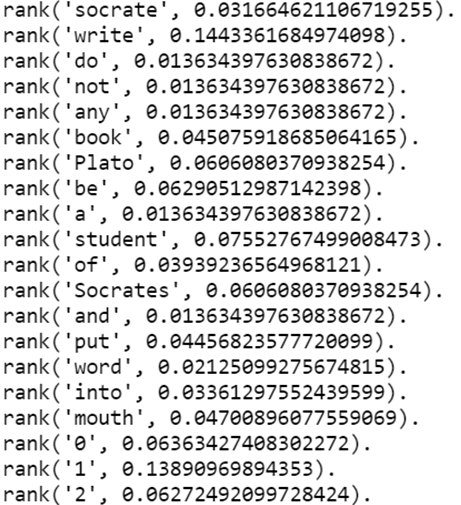 rank('socrate', 0.031664621106719255).
rank('write', 0.1443361684974098).
rank('do', 0.013634397630838672).
rank('not', 0.013634397630838672).
rank('any', 0.013634397630838672).
rank('book', 0.045075918685064165).
rank('Plato', 0.0606080370938254).
rank('be', 0.06290512987142398).
rank('a', 0.013634397630838672).
rank('student', 0.07552767499008473).
rank('of', 0.03939236564968121).
rank('Socrates', 0.0606080370938254).
rank('and', 0.013634397630838672).
rank('put', 0.04456823577720099).
rank('word', 0.02125099275674815).
rank('into', 0.03361297552439599).
rank('mouth', 0.04700896077559069).
rank('0', 0.06363427408302272).
rank('1', 0.13890969894353).
rank('2', 0.06272492099728424).